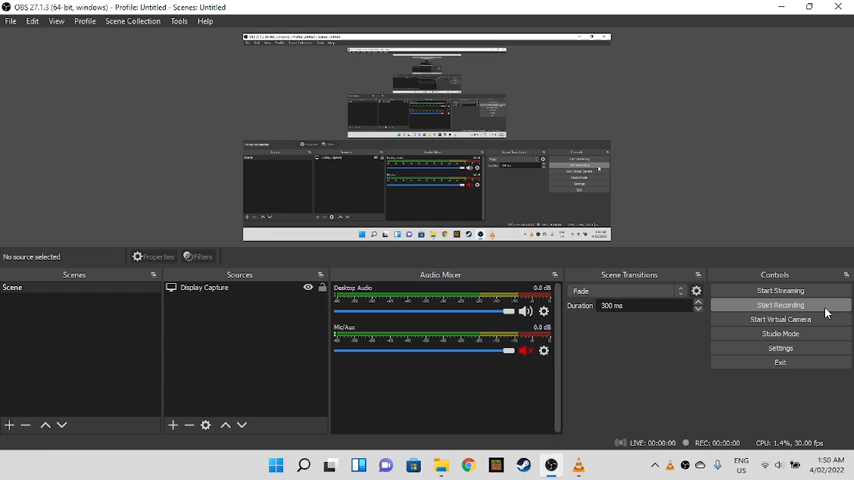 OBS 27.1.3 (64-bit, windows) - Profile: Untitled - Scenes: Untitled
File Edit View Profile Scene Collection Tools Help
No source selected Properties Filters
Scenes Sources Audio Mixer Scene Transitions Controls
Scene
Display Capture
Desktop Audio 0.0 dB
Mic/Aux 0.0 dB
Fade
Duration 300 ms
Start Streaming
Start Recording
Start Virtual Camera
Studio Mode
Settings
Exit
LIVE: 00:00:00 REC: 00:00:00 CPU: 1.4%, 30.00 fps
ENG
US
1:50 AM
4/02/2022